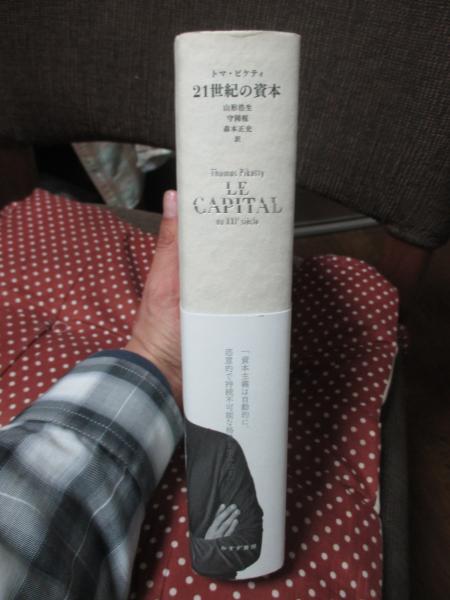 トマ・ピケティ
21世紀の資本
山形浩生
守岡桜
森本正史
訳
Thomas Piketty
LE
CAPITAL
au XXIᵉ siècle
「資本主義は自動的に、
恣意的で持続不可能な格
みすず書房